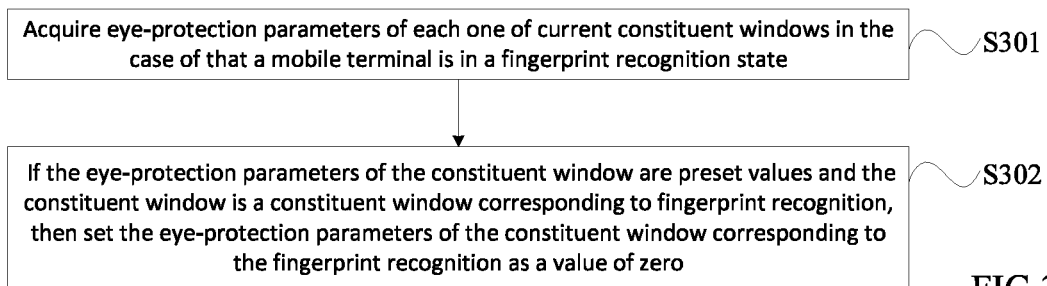 Acquire eye-protection parameters of each one of current constituent windows in the
case of that a mobile terminal is in a fingerprint recognition state
S301
If the eye-protection parameters of the constituent window are preset values and the
constituent window is a constituent window corresponding to fingerprint recognition,
then set the eye-protection parameters of the constituent window corresponding to
the fingerprint recognition as a value of zero
S302
FIG